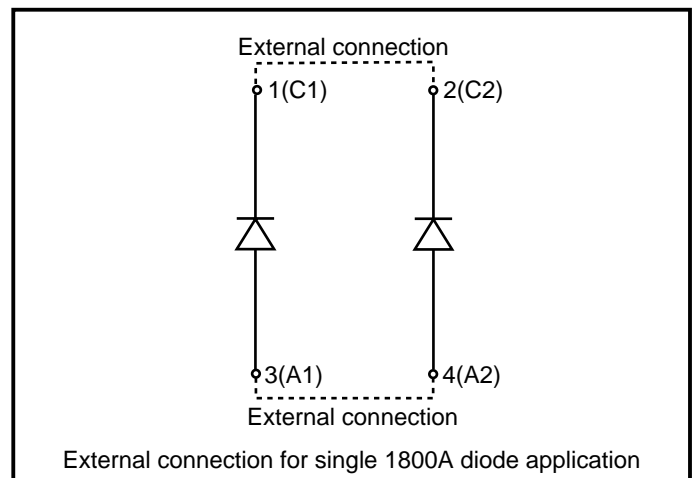 External connection
1(C1) 2(C2)
3(A1) 4(A2)
External connection
External connection for single 1800A diode application